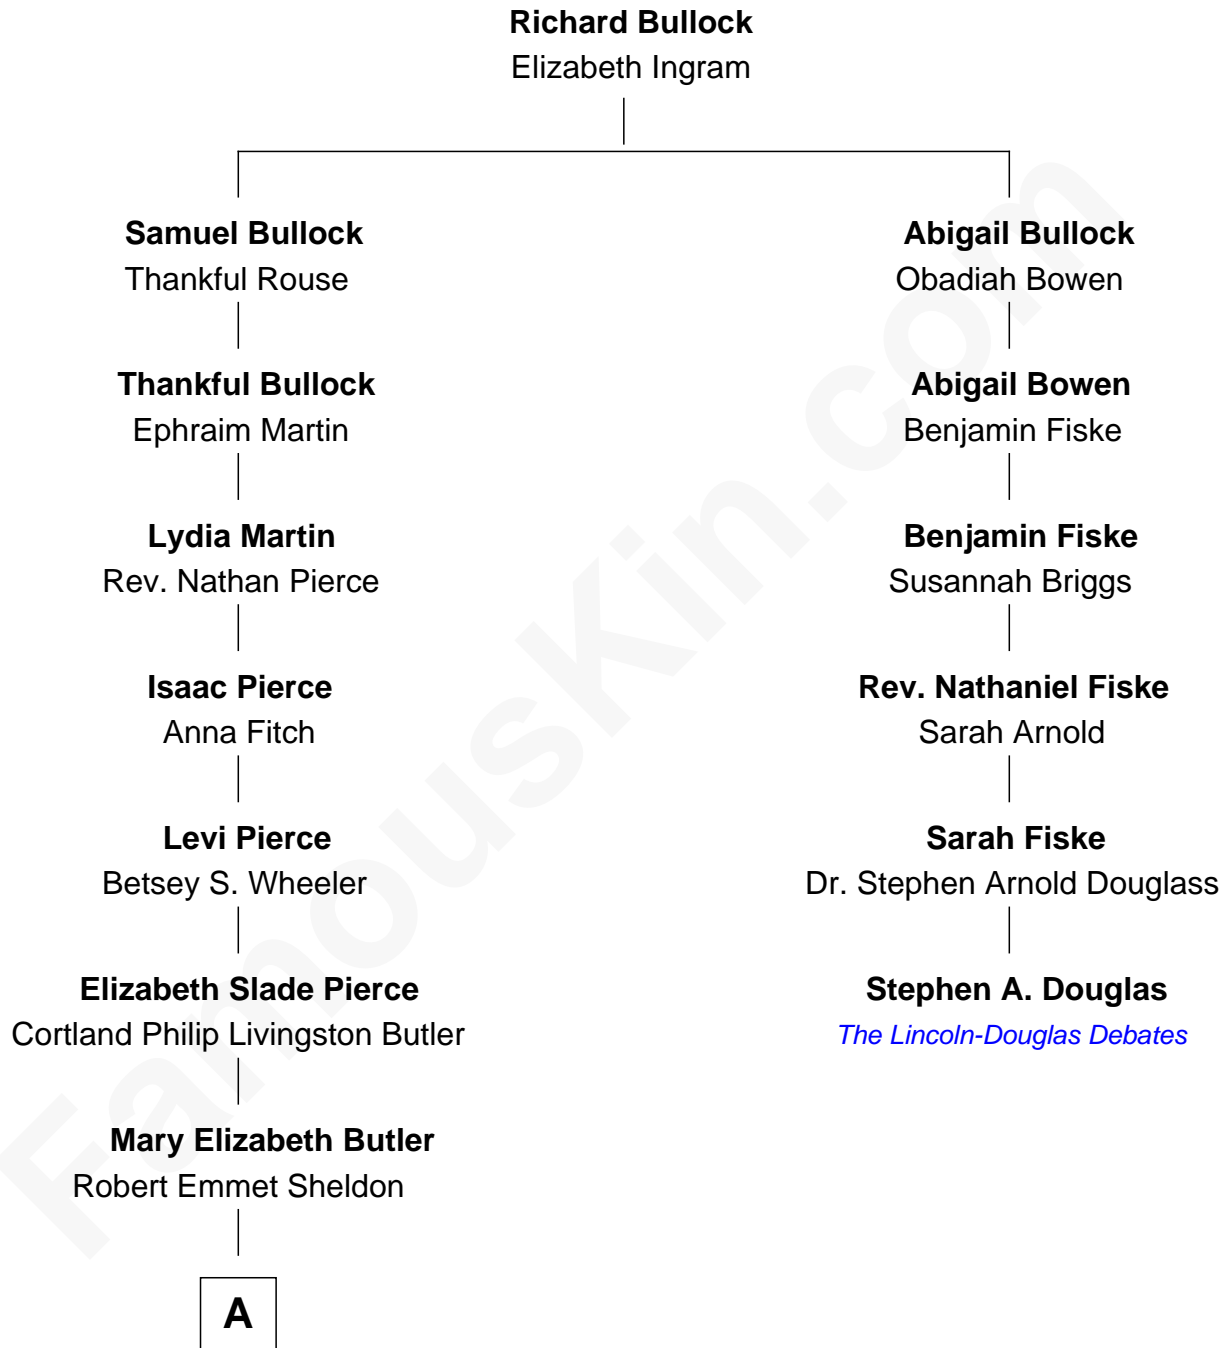 Richard Bullock
Elizabeth Ingram
Samuel Bullock
Thankful Rouse
Abigail Bullock
Obadiah Bowen
Thankful Bullock
Ephraim Martin
Abigail Bowen
Benjamin Fiske
Lydia Martin
Rev. Nathan Pierce
Benjamin Fiske
Susannah Briggs
Isaac Pierce
Anna Fitch
Rev. Nathaniel Fiske
Sarah Arnold
Levi Pierce
Betsey S. Wheeler
Sarah Fiske
Dr. Stephen Arnold Douglass
Elizabeth Slade Pierce
Cortland Philip Livingston Butler
Stephen A. Douglas
The Lincoln-Douglas Debates
Mary Elizabeth Butler
Robert Emmet Sheldon
A
FamousKin.com